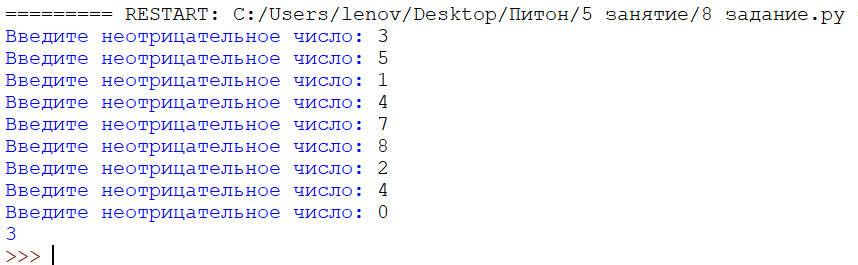 ========= RESTART: C:/Users/lenov/Desktop/Питон/5 занятие/8 задание.py =
Введите неотрицательное число: 3
Введите неотрицательное число: 5
Введите неотрицательное число: 1
Введите неотрицательное число: 4
Введите неотрицательное число: 7
Введите неотрицательное число: 8
Введите неотрицательное число: 2
Введите неотрицательное число: 4
Введите неотрицательное число: 0
3
>>>